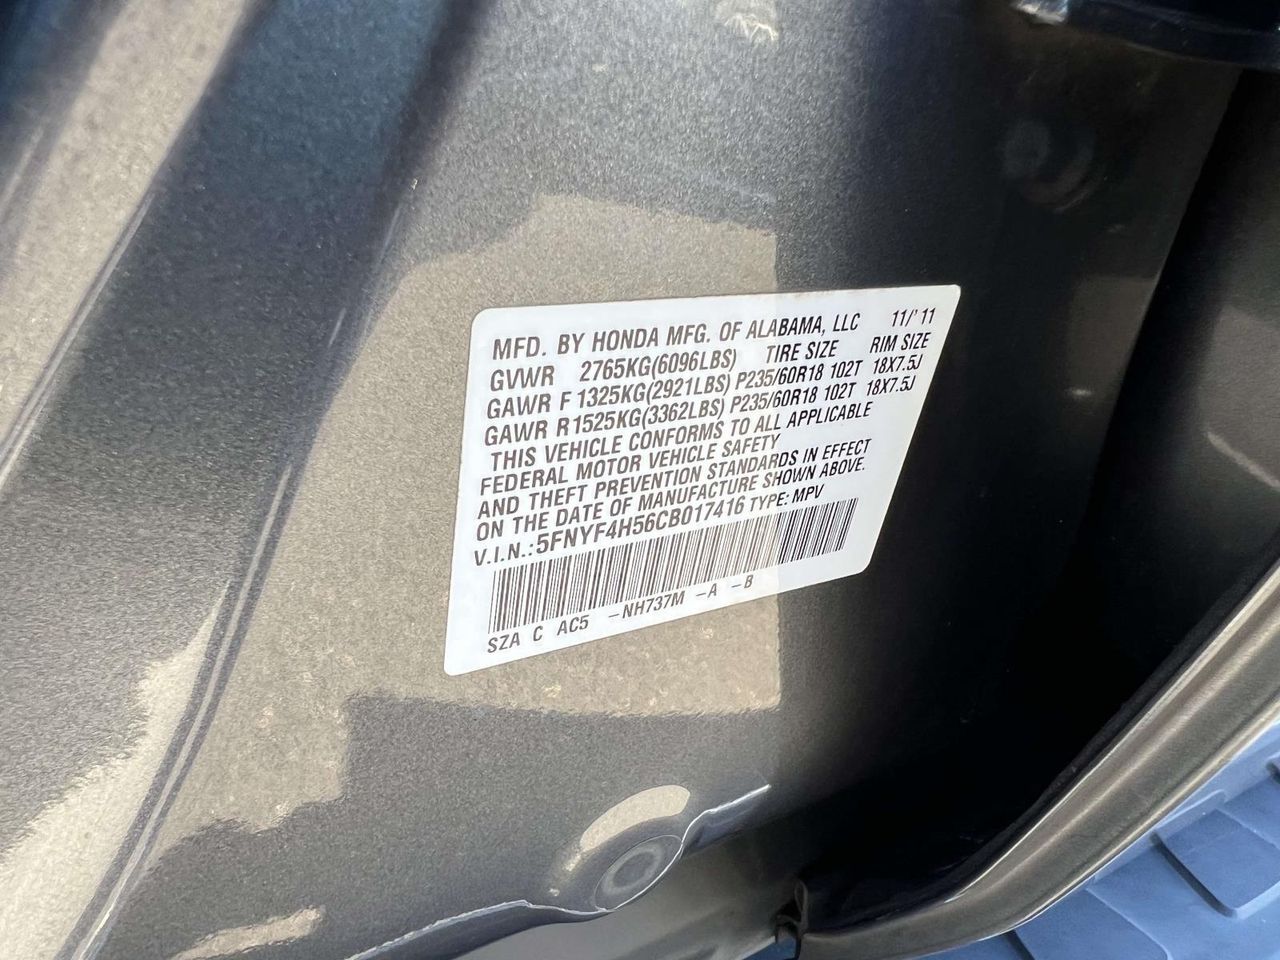 MFD. BY HONDA MFG. OF ALABAMA, LLC 11/'11
GVWR 2765KG(6096LBS) TIRE SIZE RIM SIZE
GAWR F 1325KG(2921LBS) P235/60R18 102T 18X7.5J
GAWR R1525KG(3362LBS) P235/60R18 102T 18X7.5J
THIS VEHICLE CONFORMS TO ALL APPLICABLE
FEDERAL MOTOR VEHICLE SAFETY
AND THEFT PREVENTION STANDARDS IN EFFECT
ON THE DATE OF MANUFACTURE SHOWN ABOVE.
V.I.N.:5FNYF4H56CB017416 TYPE: MPV
SZA C AC5 -NH737M -A -B